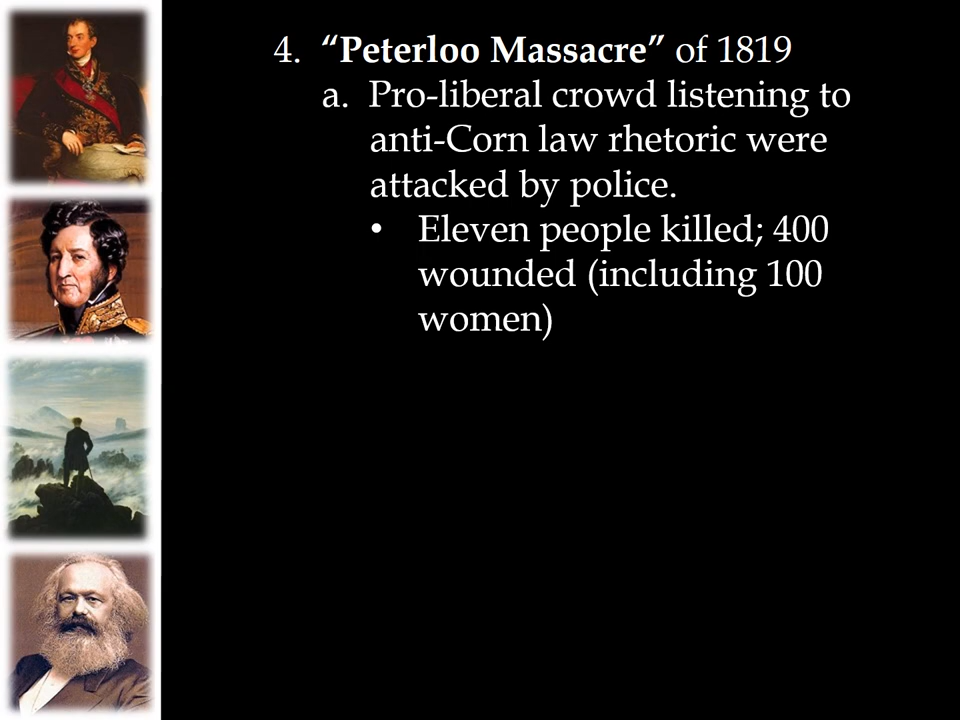 4. “Peterloo Massacre” of 1819
a. Pro-liberal crowd listening to
anti-Corn law rhetoric were
attacked by police.
• Eleven people killed; 400
wounded (including 100
women)